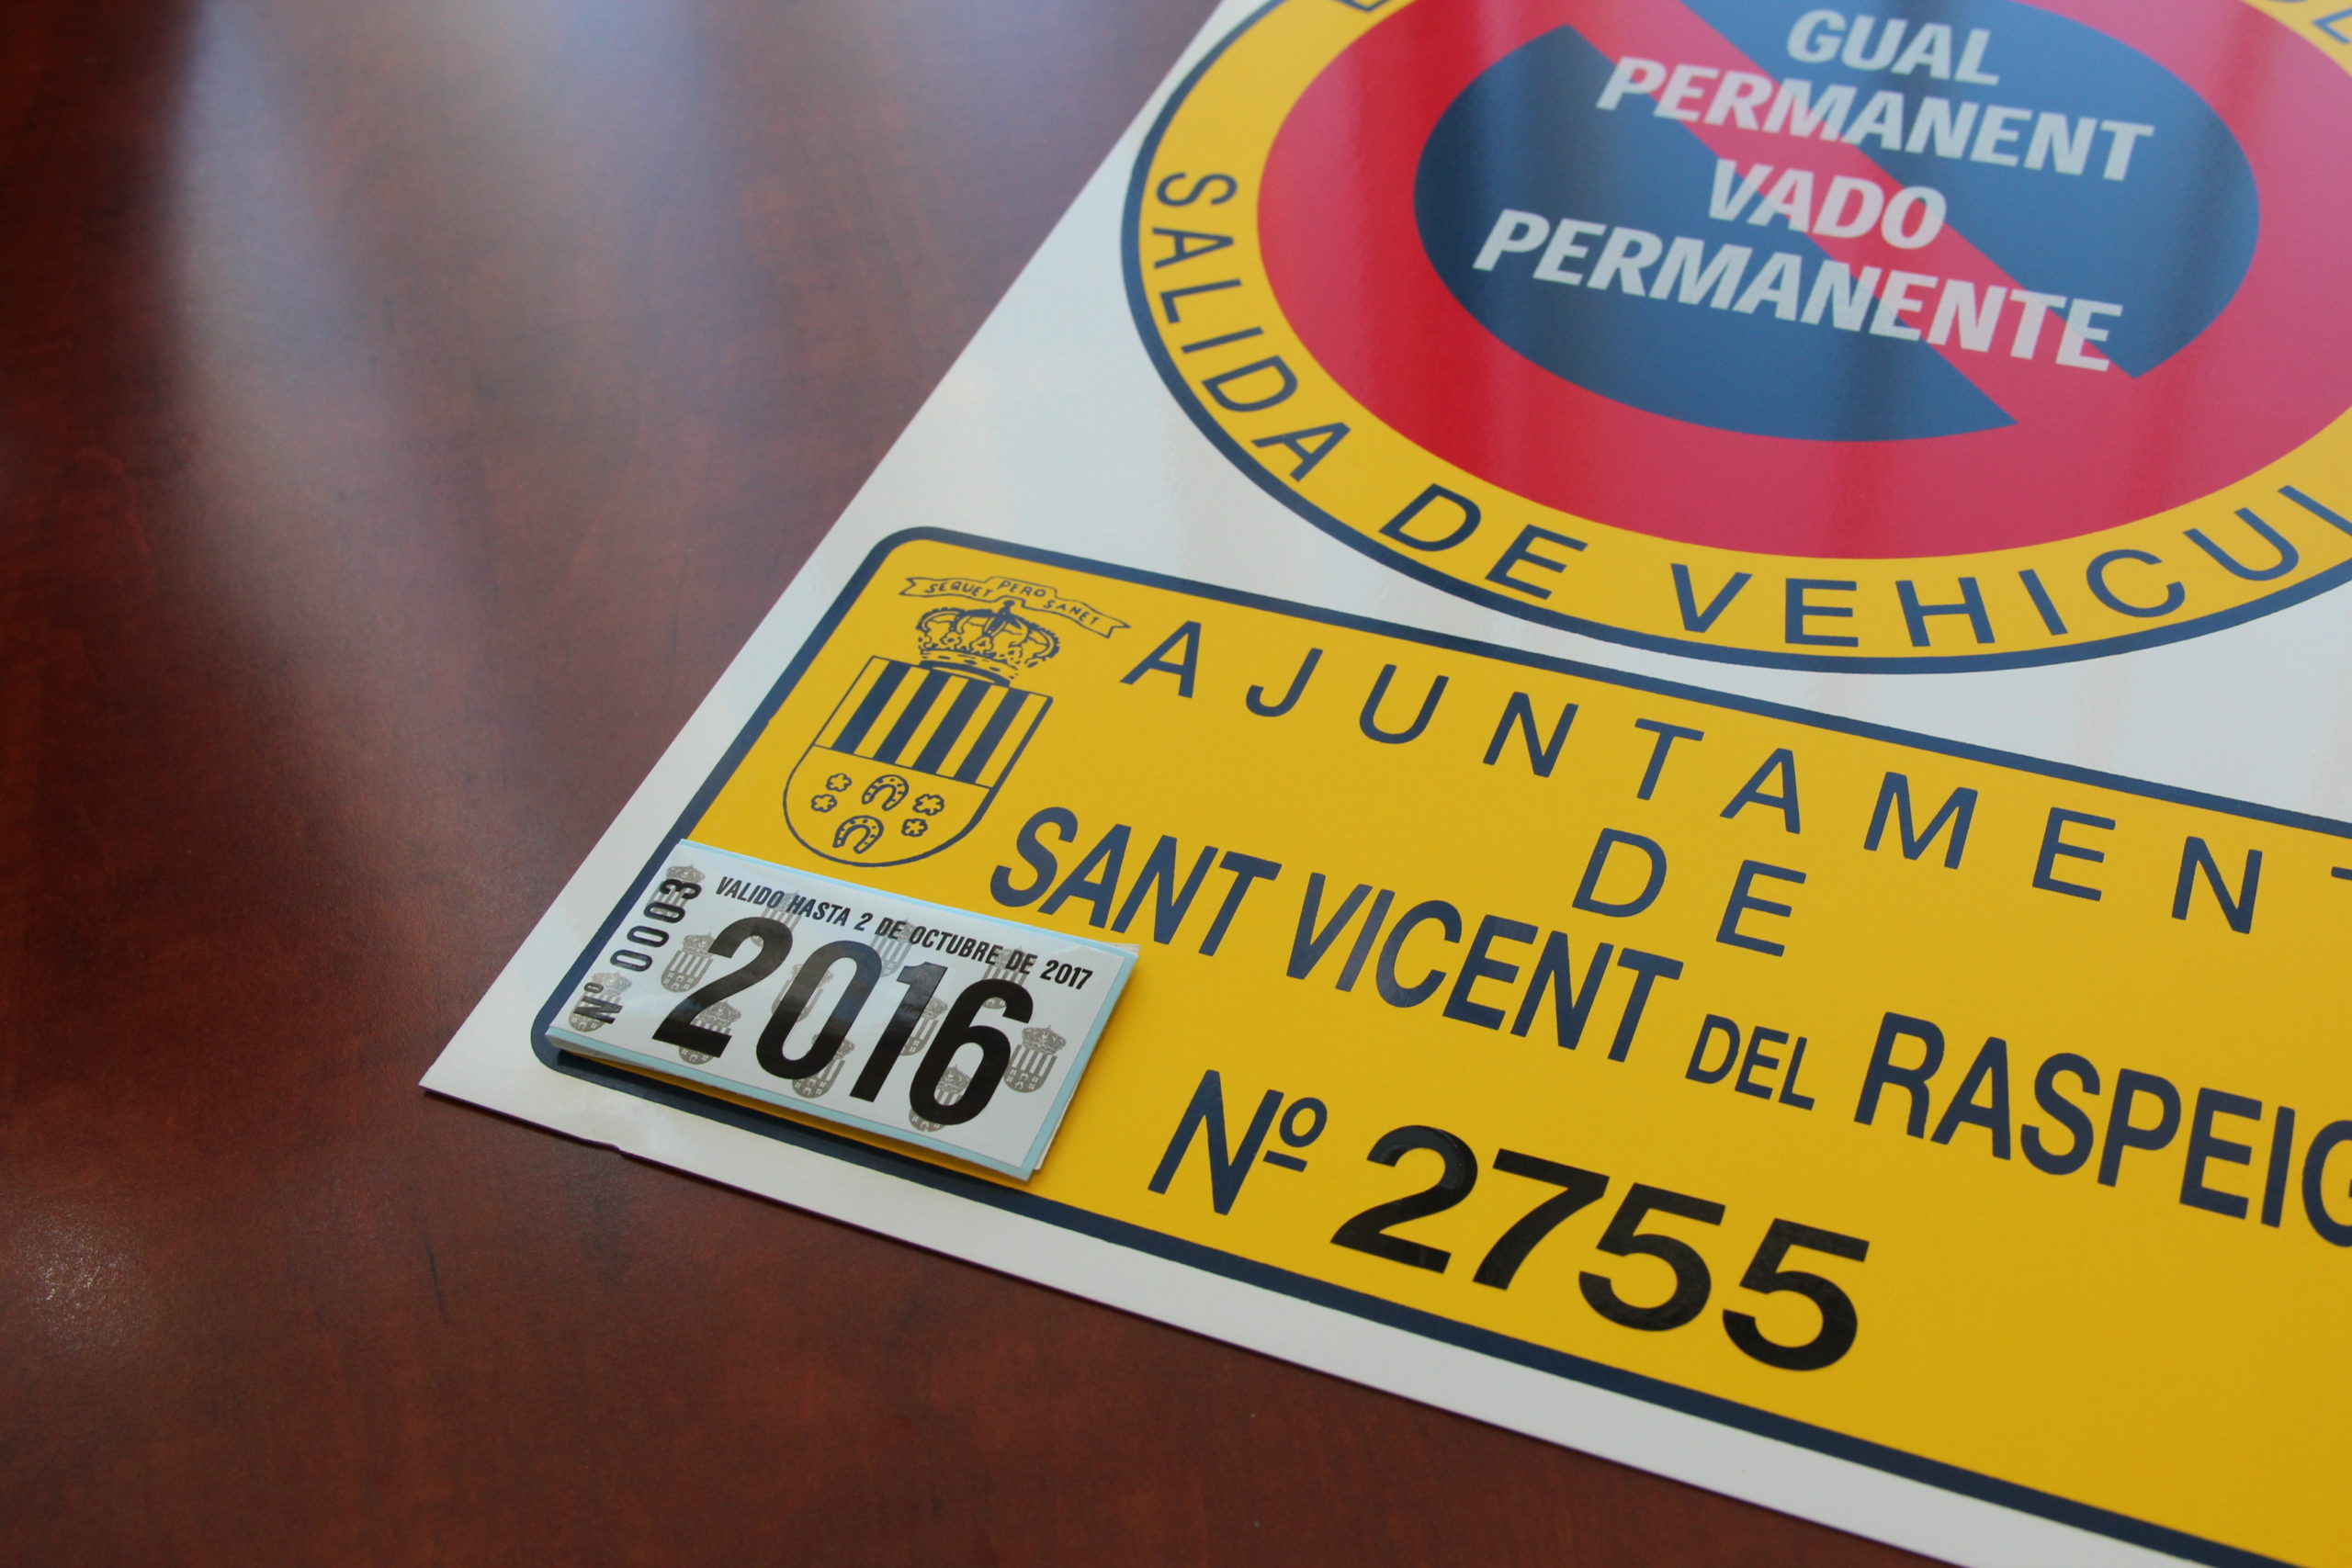 GUAL
PERMANENT
VADO
PERMANENTE
SALIDA DE VEHICU
SEQUET PERO SANET
AJUNTAMENT
DE
SANT VICENT DEL RASPEIG
Nº 2755
Nº 0003
VALIDO HASTA 2 DE OCTUBRE DE 2017
2016